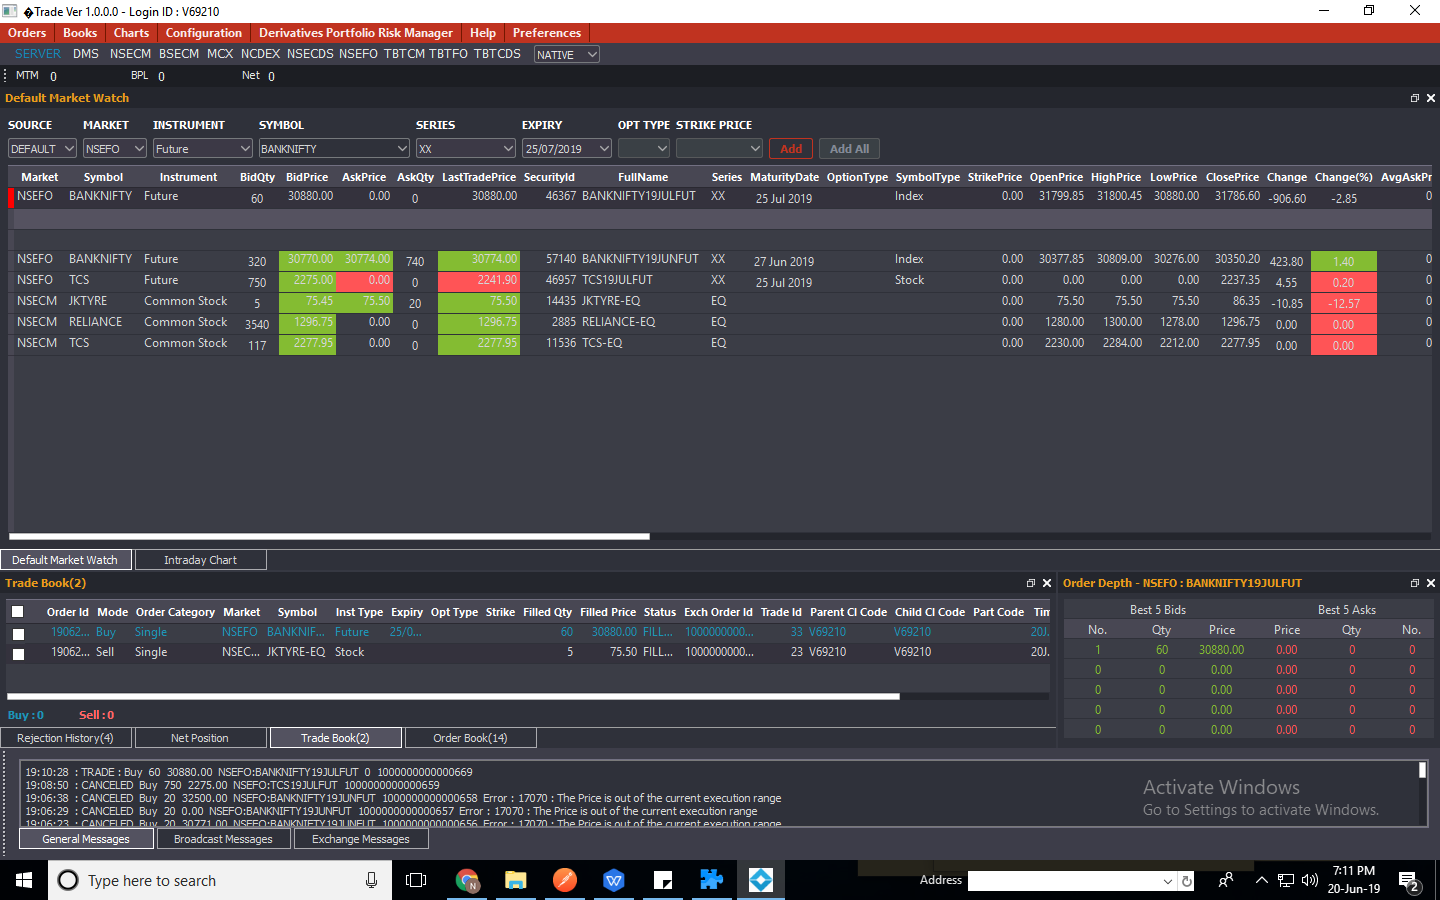 �Trade Ver 1.0.0.0 - Login ID : V69210
Orders Books Charts Configuration Derivatives Portfolio Risk Manager Help Preferences
SERVER DMS NSECM BSECM MCX NCDEX NSECDS NSEFO TBTCM TBTFO TBTCDS NATIVE
MTM 0 BPL 0 Net 0
Default Market Watch
SOURCE MARKET INSTRUMENT SYMBOL SERIES EXPIRY OPT TYPE STRIKE PRICE
DEFAULT NSEFO Future BANKNIFTY XX 25/07/2019 Add Add All
Market Symbol Instrument BidQty BidPrice AskPrice AskQty LastTradePrice SecurityId FullName Series MaturityDate OptionType SymbolType StrikePrice OpenPrice HighPrice LowPrice ClosePrice Change Change(%) AvgAskPr
NSEFO BANKNIFTY Future 60 30880.00 0.00 0 30880.00 46367 BANKNIFTY19JULFUT XX 25 Jul 2019 Index 0.00 31799.85 31800.45 30880.00 31786.60 -906.60 -2.85 0
NSEFO BANKNIFTY Future 320 30770.00 30774.00 740 30774.00 57140 BANKNIFTY19JUNFUT XX 27 Jun 2019 Index 0.00 30377.85 30809.00 30276.00 30350.20 423.80 1.40 0
NSEFO TCS Future 750 2275.00 0.00 0 2241.90 46957 TCS19JULFUT XX 25 Jul 2019 Stock 0.00 0.00 0.00 0.00 2237.35 4.55 0.20 0
NSECM JKTYRE Common Stock 5 75.45 75.50 20 75.50 14435 JKTYRE-EQ EQ 0.00 75.50 75.50 75.50 86.35 -10.85 -12.57 0
NSECM RELIANCE Common Stock 3540 1296.75 0.00 0 1296.75 2885 RELIANCE-EQ EQ 0.00 1280.00 1300.00 1278.00 1296.75 0.00 0.00 0
NSECM TCS Common Stock 117 2277.95 0.00 0 2277.95 11536 TCS-EQ EQ 0.00 2230.00 2284.00 2212.00 2277.95 0.00 0.00 0
Default Market Watch Intraday Chart
Trade Book(2)
Order Id Mode Order Category Market Symbol Inst Type Expiry Opt Type Strike Filled Qty Filled Price Status Exch Order Id Trade Id Parent Cl Code Child Cl Code Part Code Tim
19062... Buy Single NSEFO BANKNIF... Future 25/0... 60 30880.00 FILL... 1000000000... 33 V69210 V69210 20J.
19062... Sell Single NSEC... JKTYRE-EQ Stock 5 75.50 FILL... 1000000000... 23 V69210 V69210 20J.
Buy : 0 Sell : 0
Rejection History(4) Net Position Trade Book(2) Order Book(14)
Order Depth - NSEFO : BANKNIFTY19JULFUT
Best 5 Bids Best 5 Asks
No. Qty Price Price Qty No.
1 60 30880.00 0.00 0 0
0 0 0.00 0.00 0 0
0 0 0.00 0.00 0 0
0 0 0.00 0.00 0 0
0 0 0.00 0.00 0 0
19:10:28 : TRADE : Buy 60 30880.00 NSEFO:BANKNIFTY19JULFUT 0 1000000000000669
19:08:50 : CANCELED Buy 750 2275.00 NSEFO:TCS19JULFUT 1000000000000659
19:06:38 : CANCELED Buy 20 32500.00 NSEFO:BANKNIFTY19JUNFUT 1000000000000658 Error : 17070 : The Price is out of the current execution range
19:06:29 : CANCELED Buy 20 0.00 NSEFO:BANKNIFTY19JUNFUT 1000000000000657 Error : 17070 : The Price is out of the current execution range
19:06:23 : CANCELED Buy 20 30771.00 NSEFO:BANKNIFTY19JUNFUT 1000000000000656 Error : 17070 : The Price is out of the current execution range
General Messages Broadcast Messages Exchange Messages
Activate Windows
Go to Settings to activate Windows.
Type here to search
N
W
Address
7:11 PM
20-Jun-19
2